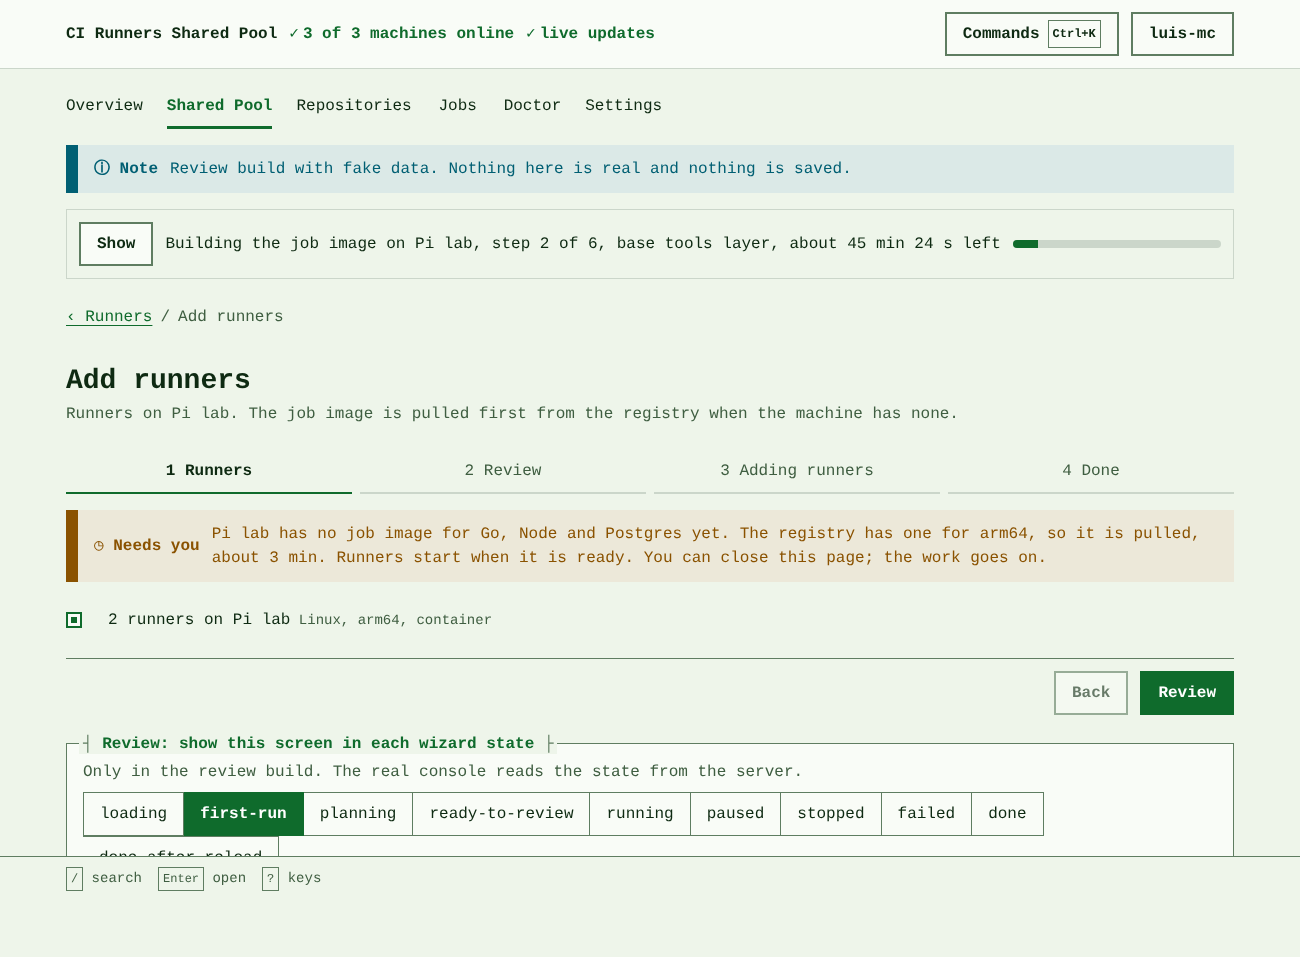 CI Runners Shared Pool ✓ 3 of 3 machines online ✓ live updates
Commands Ctrl+K luis-mc
Overview Shared Pool Repositories Jobs Doctor Settings
ⓘ Note Review build with fake data. Nothing here is real and nothing is saved.
Show Building the job image on Pi lab, step 2 of 6, base tools layer, about 45 min 24 s left
‹ Runners / Add runners
Add runners
Runners on Pi lab. The job image is pulled first from the registry when the machine has none.
1 Runners 2 Review 3 Adding runners 4 Done
◷ Needs you Pi lab has no job image for Go, Node and Postgres yet. The registry has one for arm64, so it is pulled,
about 3 min. Runners start when it is ready. You can close this page; the work goes on.
2 runners on Pi lab Linux, arm64, container
Back Review
Review: show this screen in each wizard state
Only in the review build. The real console reads the state from the server.
loading first-run planning ready-to-review running paused stopped failed done
done after reload
/ search Enter open ? keys